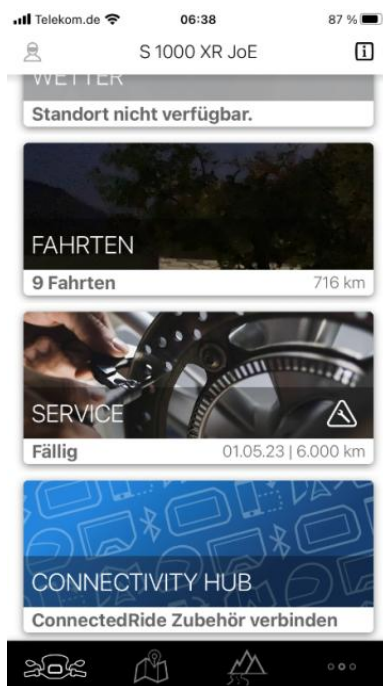 Telekom.de 06:38 87 %
S 1000 XR JoE
WETTER
Standort nicht verfügbar.
FAHRTEN
9 Fahrten 716 km
SERVICE
Fällig 01.05.23 | 6.000 km
CONNECTIVITY HUB
ConnectedRide Zubehör verbinden